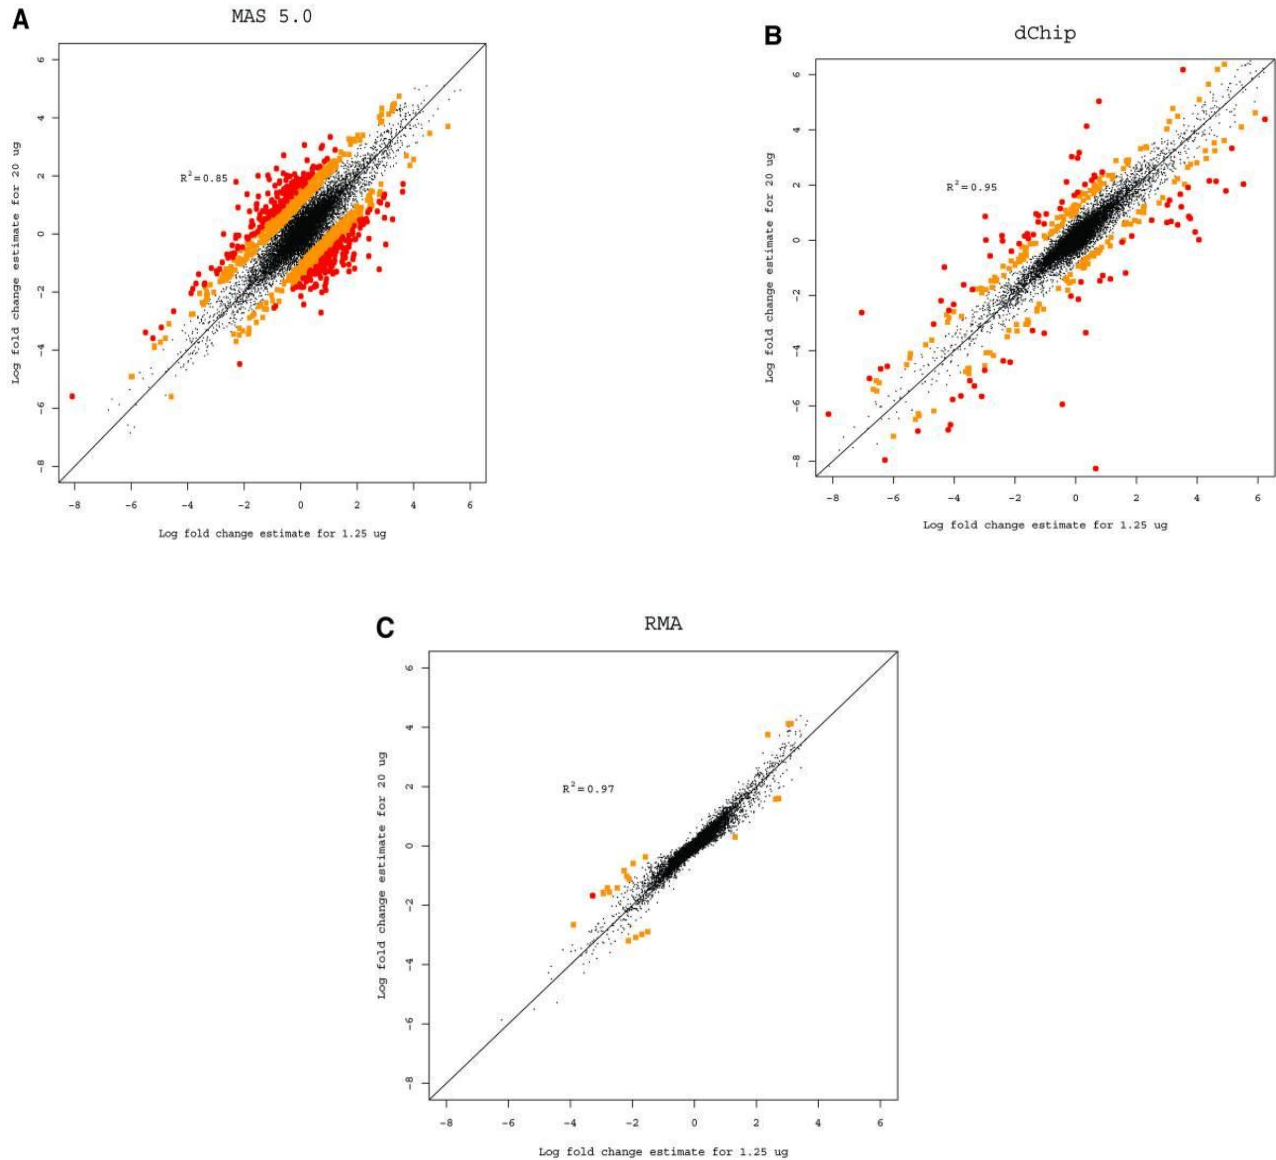 A
MAS 5.0
Log fold change estimate for 20 ug
6
4
2
0
-2
-4
-6
-8
R²=0.85
-8 -6 -4 -2 0 2 4 6
Log fold change estimate for 1.25 ug
B
dChip
Log fold change estimate for 20 ug
6
4
2
0
-2
-4
-6
-8
R²=0.95
-8 -6 -4 -2 0 2 4 6
Log fold change estimate for 1.25 ug
C
RMA
Log fold change estimate for 20 ug
6
4
2
0
-2
-4
-6
-8
R²=0.97
-8 -6 -4 -2 0 2 4 6
Log fold change estimate for 1.25 ug